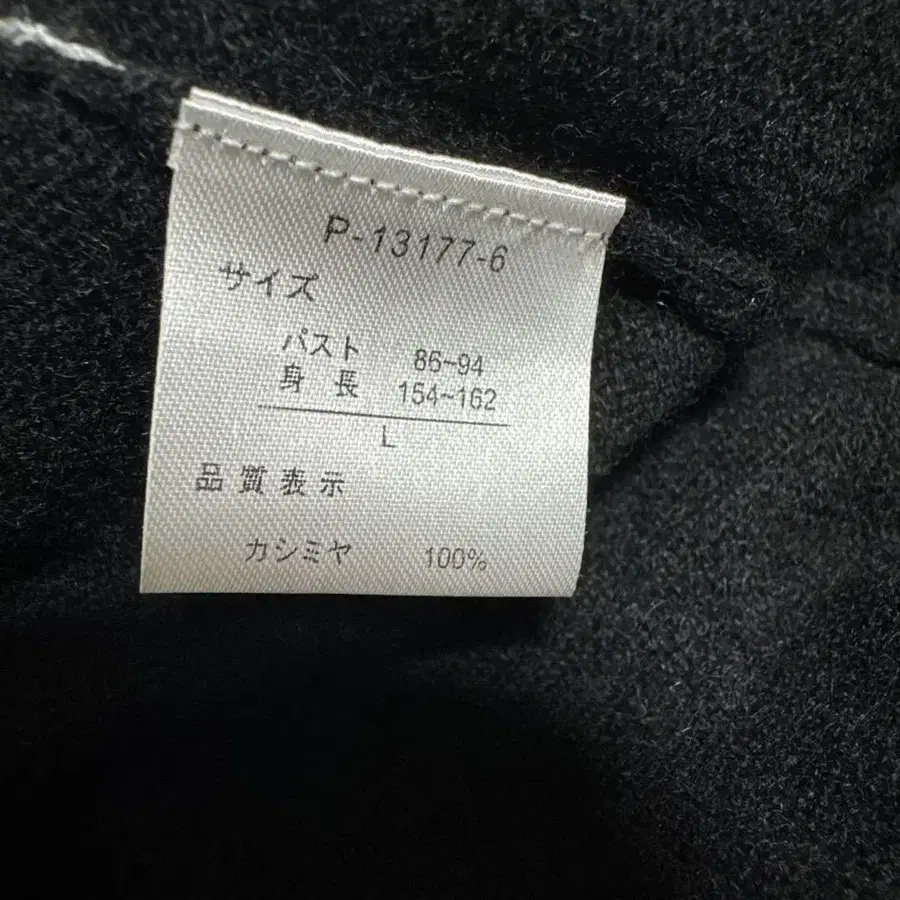 P-13177-6
サイズ
バスト 86~94
身長 154~162
L
品質表示
カシミヤ 100%